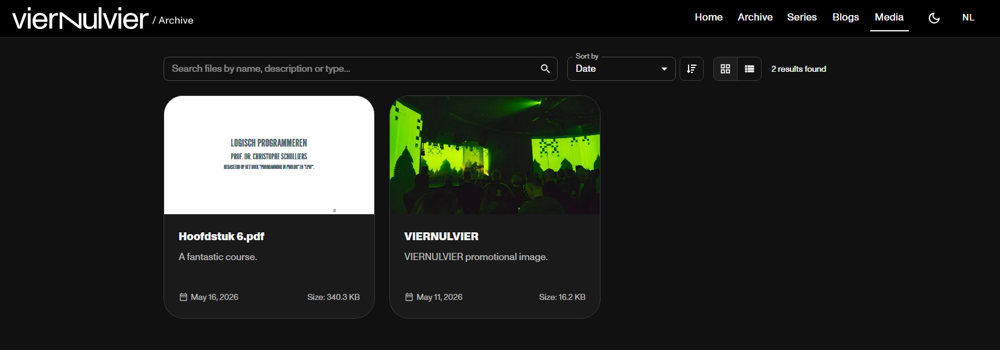 viernulvier / Archive
Home Archive Series Blogs Media NL
Search files by name, description or type...
Sort by
Date
2 results found
LOGISCH PROGRAMMEREN
PROF. DR. CHRISTOPHE SCHOLLIERS
GEBASEERD OP HET BOEK "PROGRAMMING IN PROLOG" EN "LPN!".
Hoofdstuk 6.pdf
A fantastic course.
May 16, 2026 Size: 340.3 KB
VIERNULVIER
VIERNULVIER promotional image.
May 11, 2026 Size: 16.2 KB